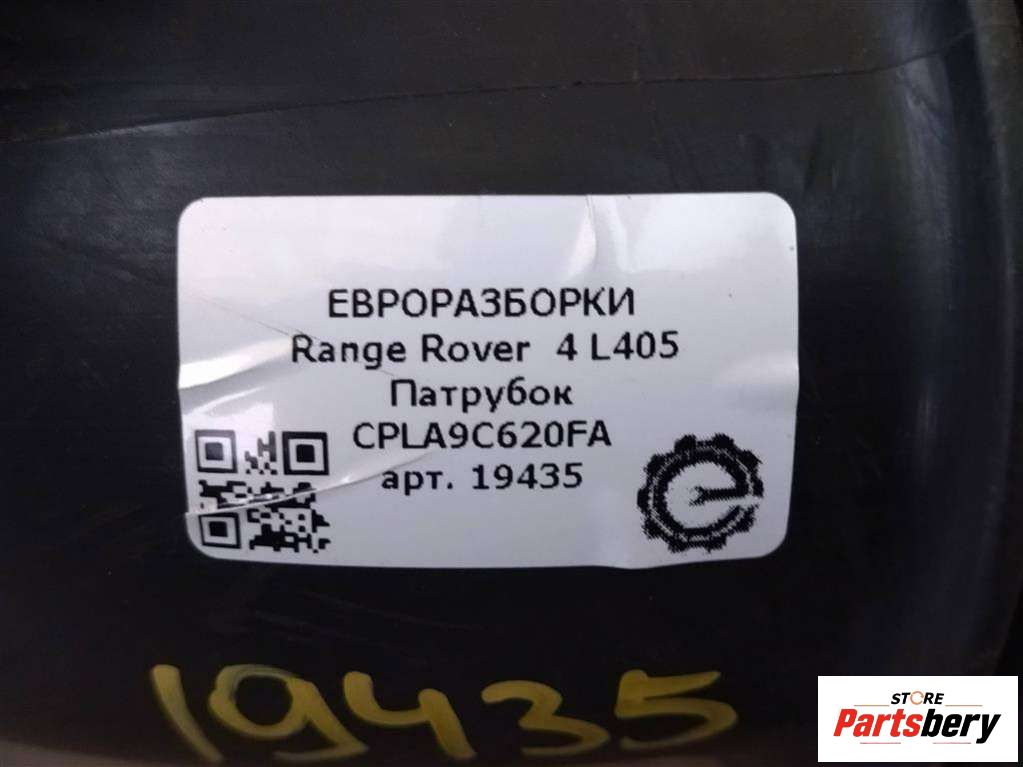 ЕВРОРАЗБОРКИ
Range Rover 4 L405
Патрубок
CPLA9C620FA
арт. 19435
19435
STORE
Partsbery